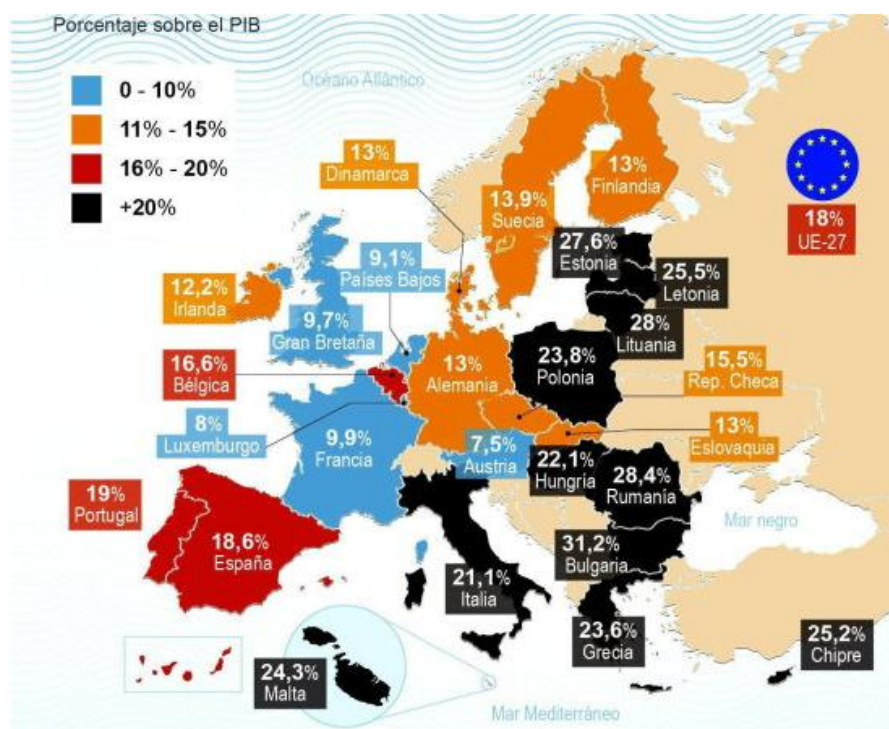 Porcentaje sobre el PIB
0 - 10%
11% - 15%
16% - 20%
+20%
Océano Atlántico
13%
Dinamarca
13,9%
Suecia
13%
Finlandia
18%
UE-27
27,6%
Estonia
25,5%
Letonia
28%
Lituania
12,2%
Irlanda
9,1%
Países Bajos
9,7%
Gran Bretaña
16,6%
Bélgica
13%
Alemania
23,8%
Polonia
15,5%
Rep. Checa
8%
Luxemburgo
9,9%
Francia
7,5%
Austria
13%
Eslovaquia
22,1%
Hungría
28,4%
Rumanía
Mar negro
19%
Portugal
18,6%
España
31,2%
Bulgaria
21,1%
Italia
23,6%
Grecia
25,2%
Chipre
24,3%
Malta
Mar Mediterráneo